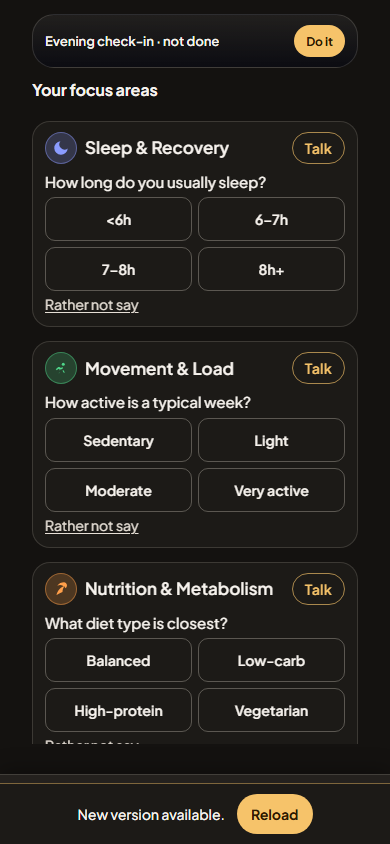 Evening check-in · not done
Do it
Your focus areas
Sleep & Recovery
Talk
How long do you usually sleep?
<6h
6–7h
7–8h
8h+
Rather not say
Movement & Load
Talk
How active is a typical week?
Sedentary
Light
Moderate
Very active
Rather not say
Nutrition & Metabolism
Talk
What diet type is closest?
Balanced
Low-carb
High-protein
Vegetarian
Rather not say
New version available.
Reload